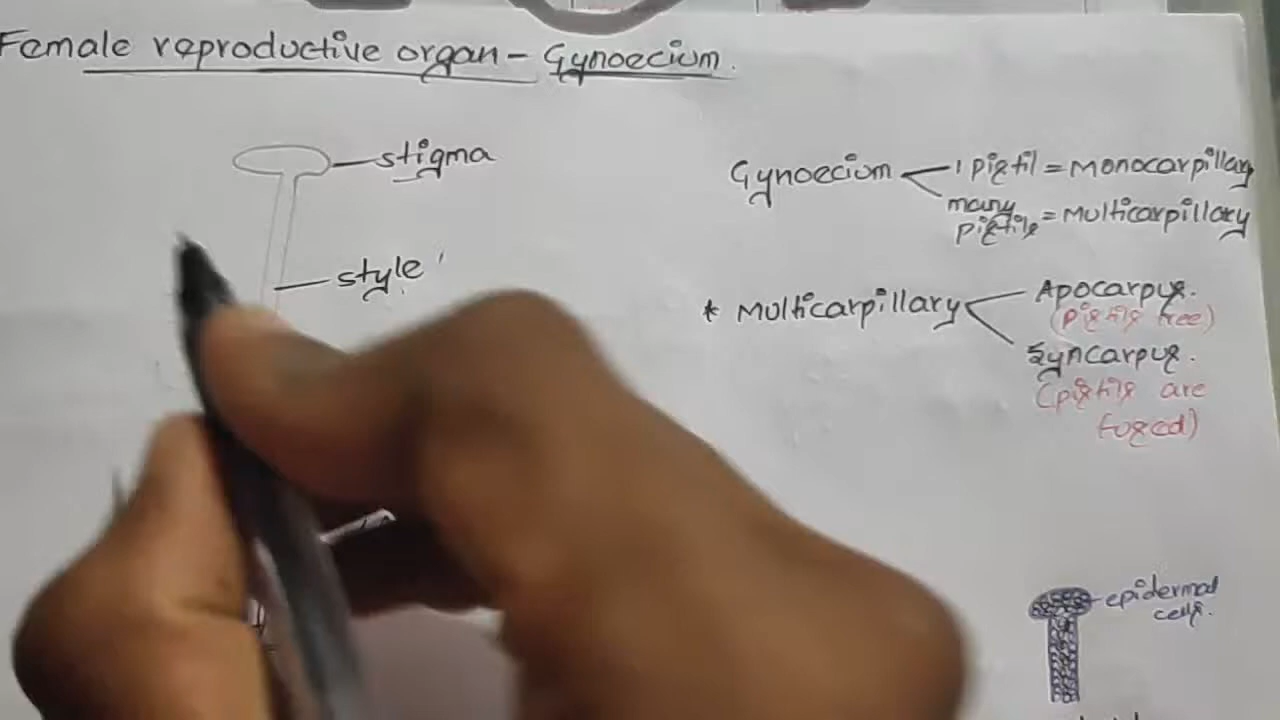 Female reproductive organ - Gynoecium.
stigma
style
Gynoecium
1 pistil = Monocarpillary
many pistils = Multicarpillary
* Multicarpillary
Apocarpus.
(pistils free)
Syncarpus.
(pistils are
fused)
epidermal
cells.